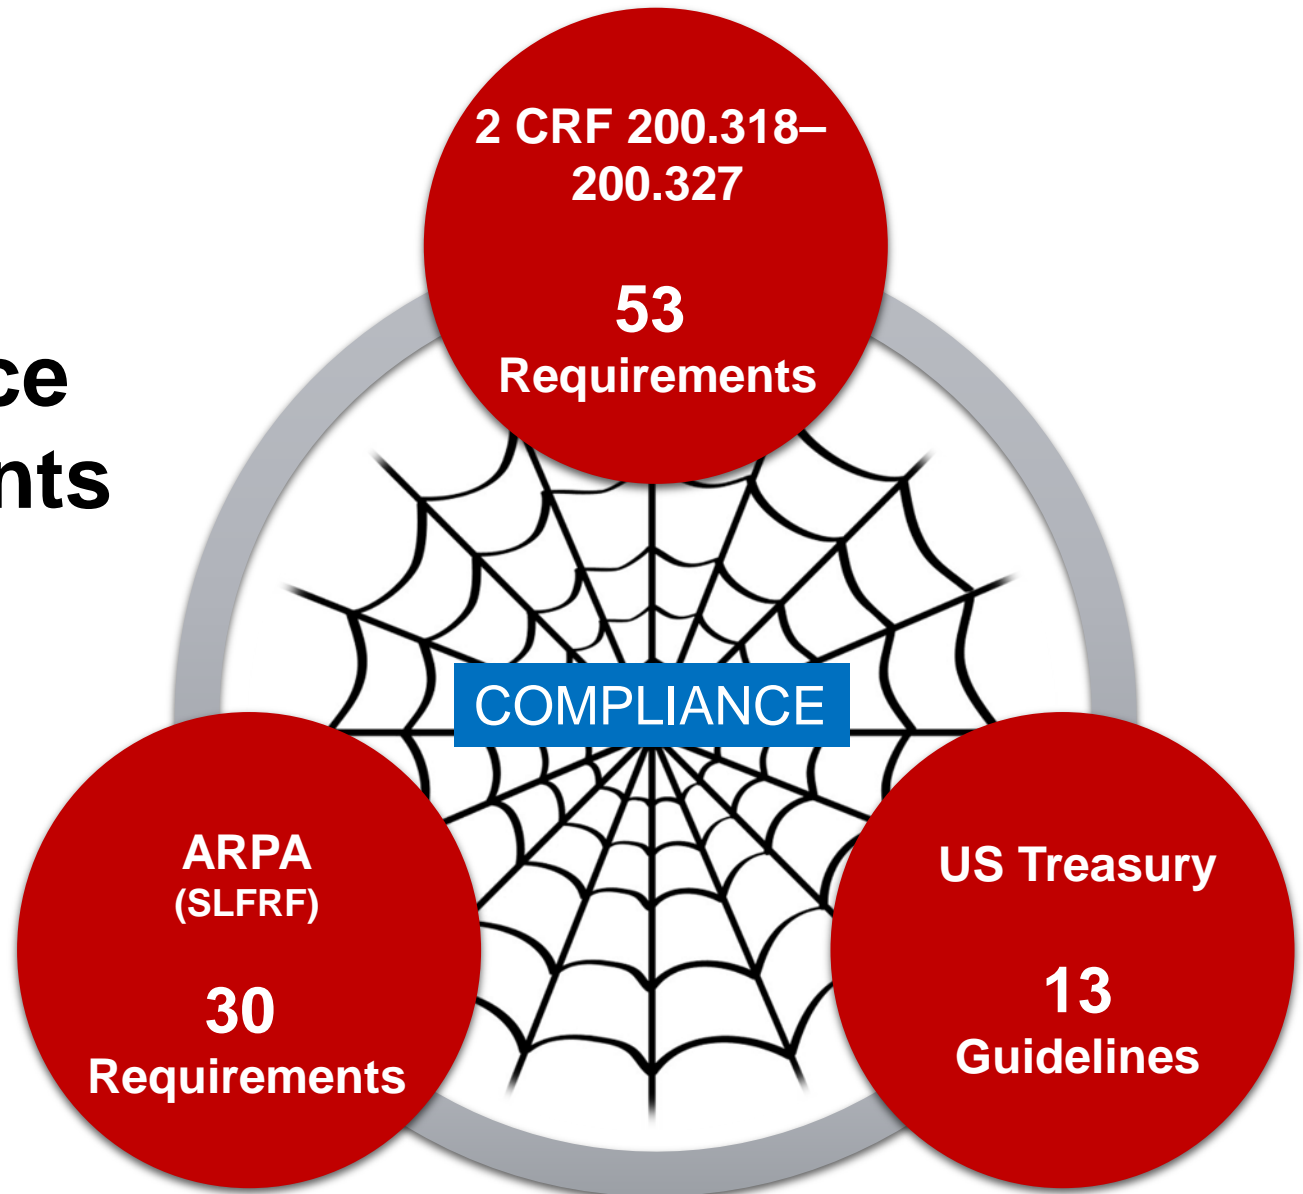 2 CRF 200.318–
200.327
53
Requirements
ce
nts
COMPLIANCE
ARPA
(SLFRF)
30
Requirements
US Treasury
13
Guidelines